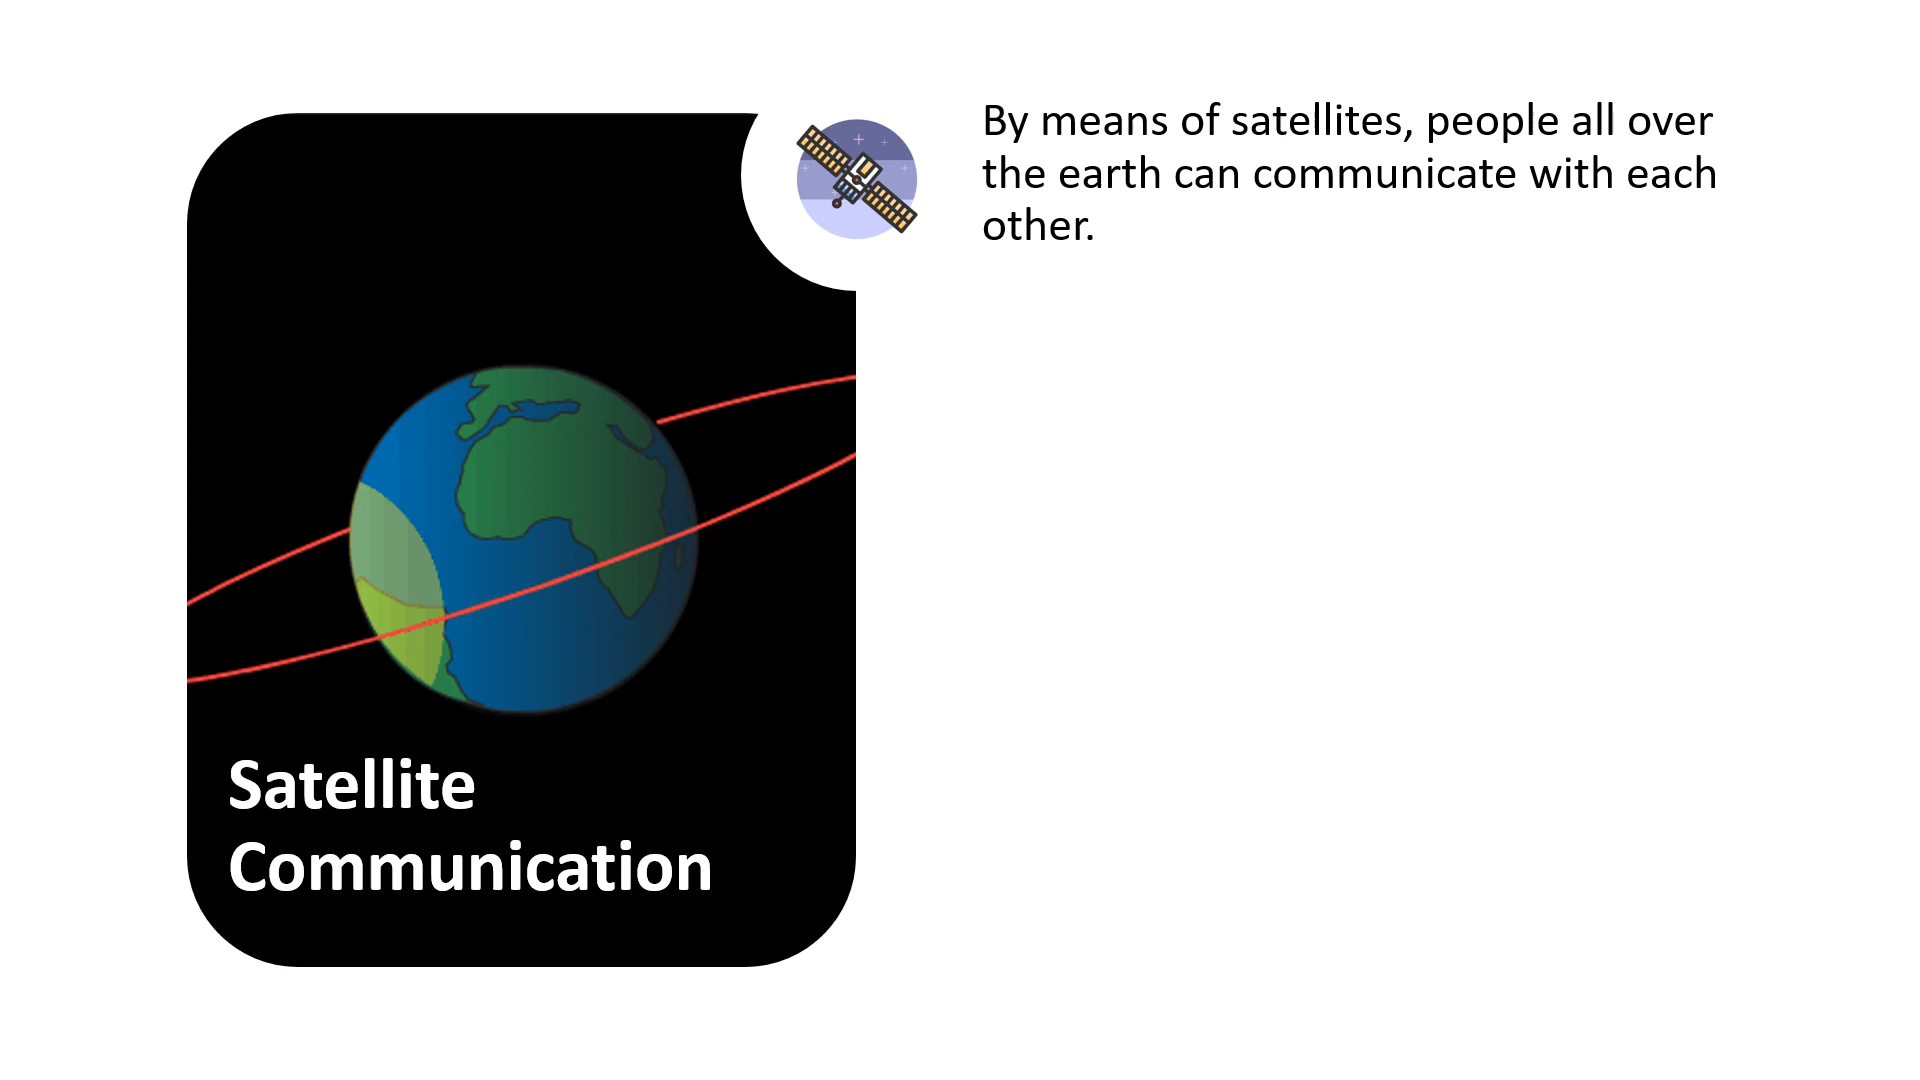 By means of satellites, people all over
the earth can communicate with each
other.
Satellite
Communication